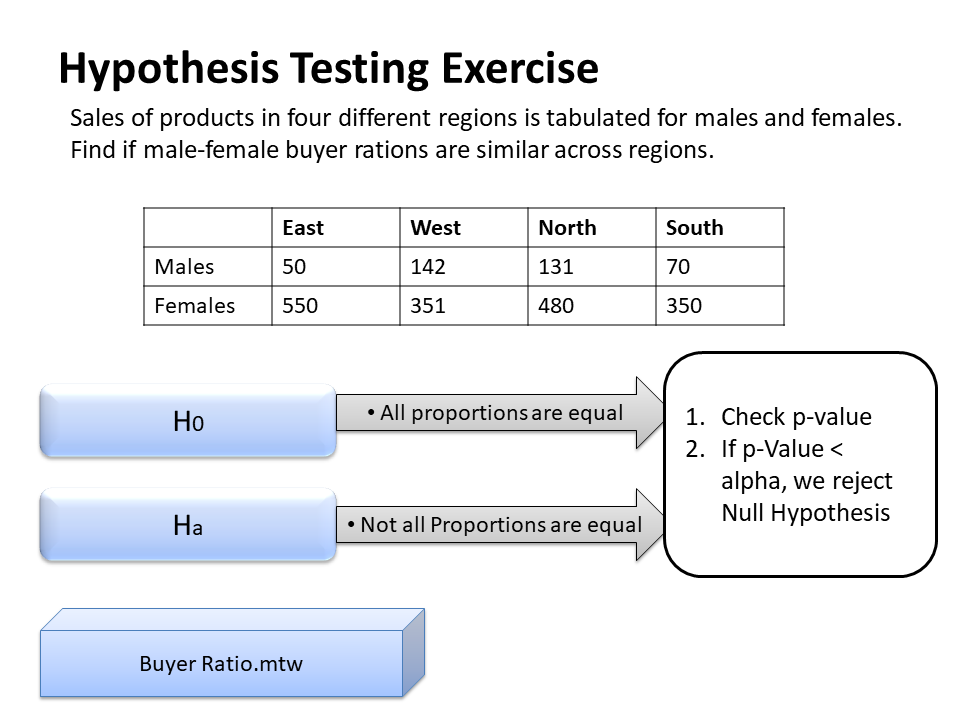 Hypothesis Testing Exercise
Sales of products in four different regions is tabulated for males and females.
Find if male-female buyer rations are similar across regions.
East West North South
Males 50 142 131 70
Females 550 351 480 350
H0
• All proportions are equal
Ha
• Not all Proportions are equal
1. Check p-value
2. If p-Value <
alpha, we reject
Null Hypothesis
Buyer Ratio.mtw